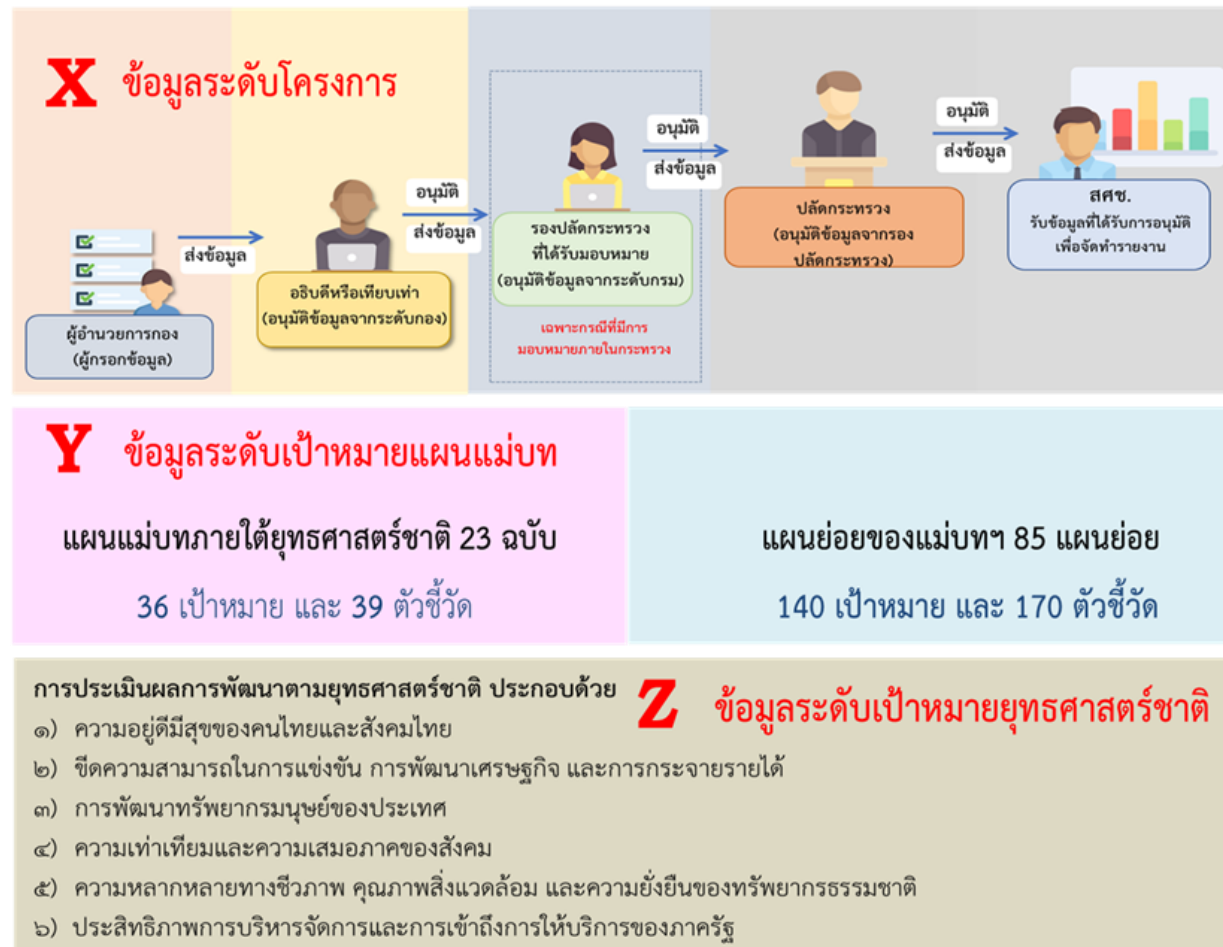 X ข้อมูลระดับโครงการ
ส่งข้อมูล
อนุมัติ
ส่งข้อมูล
อนุมัติ
ส่งข้อมูล
อนุมัติ
ส่งข้อมูล
ผู้อำนวยการกอง
(ผู้กรอกข้อมูล)
อธิบดีหรือเทียบเท่า
(อนุมัติข้อมูลจากระดับกอง)
รองปลัดกระทรวง
ที่ได้รับมอบหมาย
(อนุมัติข้อมูลจากระดับกรม)
เฉพาะกรณีที่มีการ
มอบหมายภายในกระทรวง
ปลัดกระทรวง
(อนุมัติข้อมูลจากรอง
ปลัดกระทรวง)
สศช.
รับข้อมูลที่ได้รับการอนุมัติ
เพื่อจัดทำรายงาน
Y ข้อมูลระดับเป้าหมายแผนแม่บท
แผนแม่บทภายใต้ยุทธศาสตร์ชาติ 23 ฉบับ
36 เป้าหมาย และ 39 ตัวชี้วัด
แผนย่อยของแม่บทฯ 85 แผนย่อย
140 เป้าหมาย และ 170 ตัวชี้วัด
การประเมินผลการพัฒนาตามยุทธศาสตร์ชาติ ประกอบด้วย
Z ข้อมูลระดับเป้าหมายยุทธศาสตร์ชาติ
๑) ความอยู่ดีมีสุขของคนไทยและสังคมไทย
๒) ขีดความสามารถในการแข่งขัน การพัฒนาเศรษฐกิจ และการกระจายรายได้
๓) การพัฒนาทรัพยากรมนุษย์ของประเทศ
๔) ความเท่าเทียมและความเสมอภาคของสังคม
๕) ความหลากหลายทางชีวภาพ คุณภาพสิ่งแวดล้อม และความยั่งยืนของทรัพยากรธรรมชาติ
๖) ประสิทธิภาพการบริหารจัดการและการเข้าถึงการให้บริการของภาครัฐ